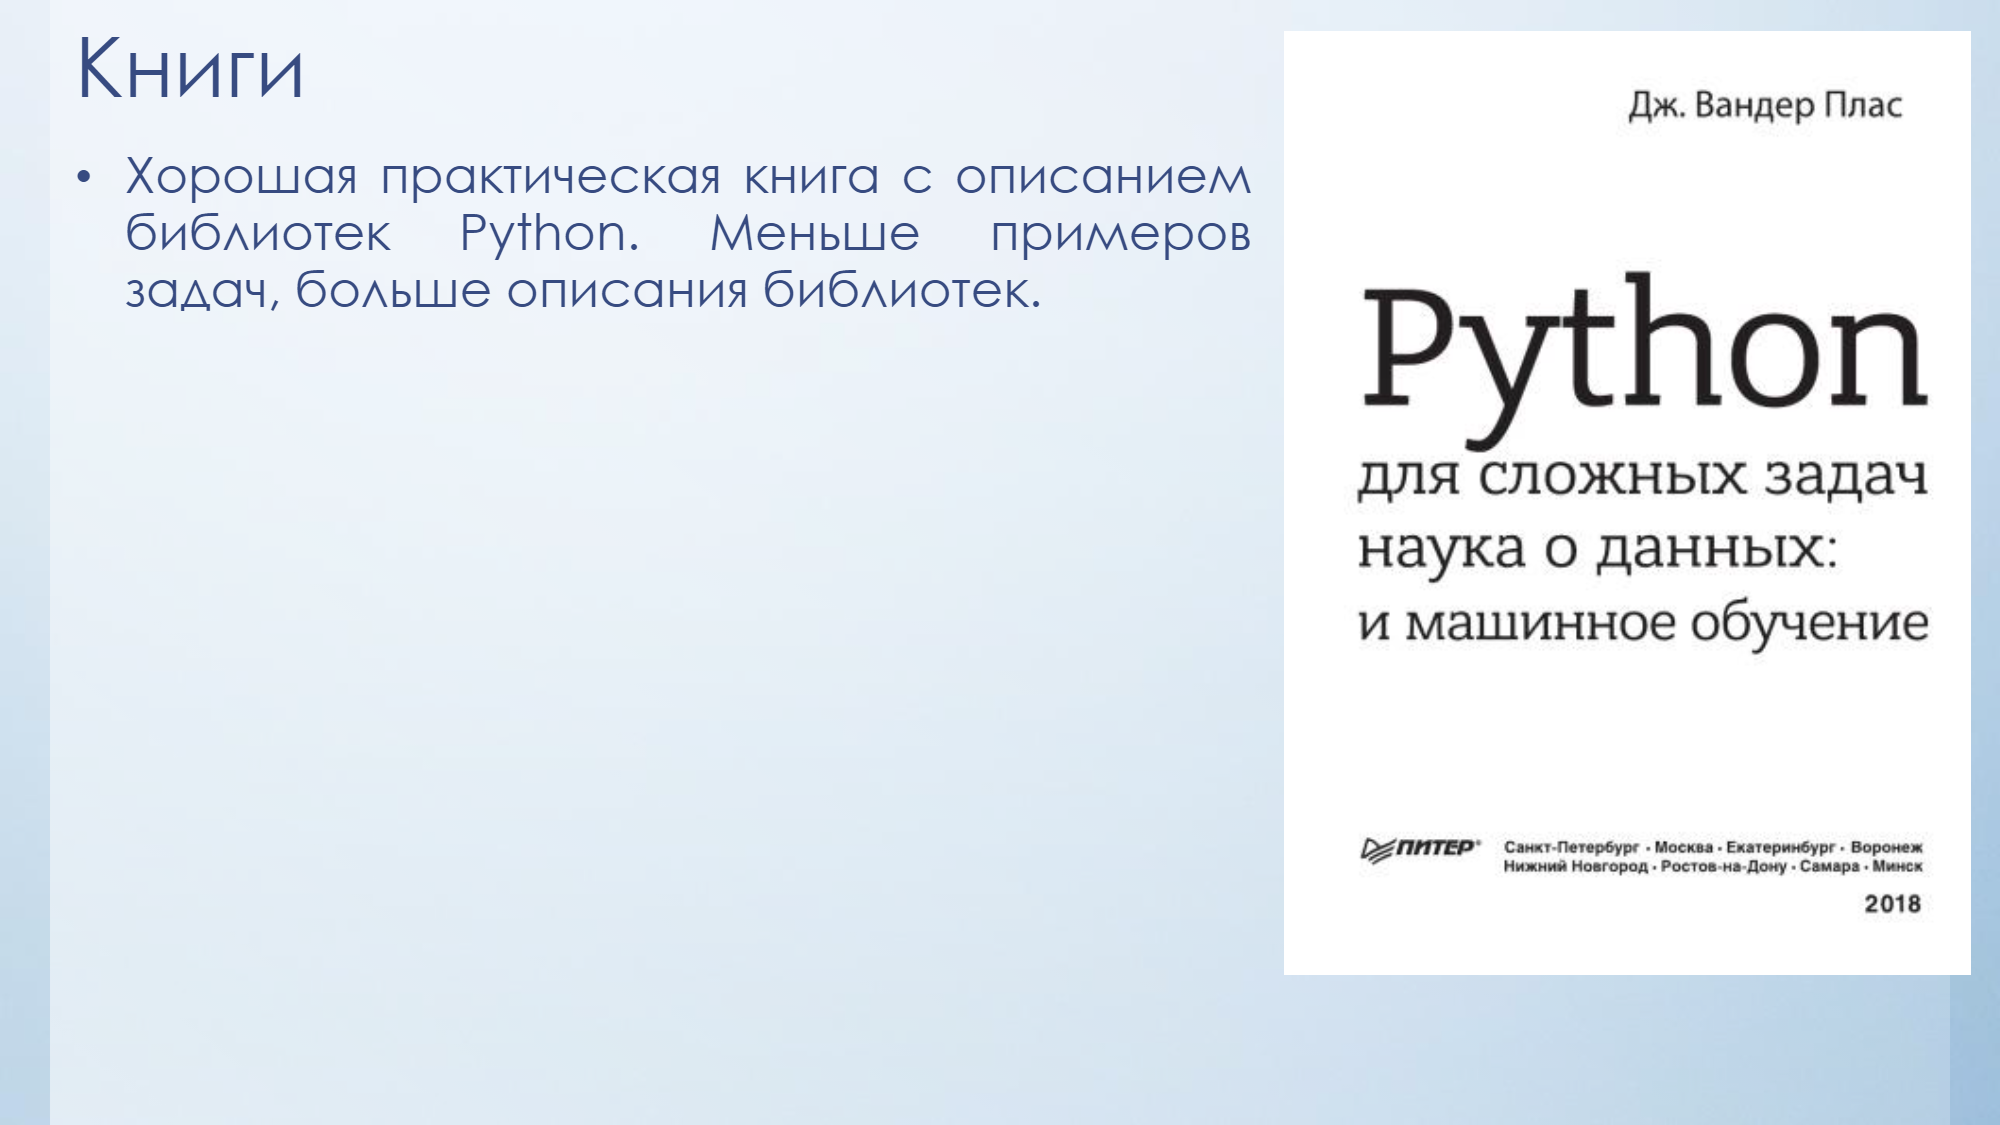 Книги
• Хорошая практическая книга с описанием
библиотек Python. Меньше примеров
задач, больше описания библиотек.
Дж. Вандер Плас
Python
для сложных задач
наука о данных:
и машинное обучение
ПИТЕР®
Санкт-Петербург · Москва · Екатеринбург · Воронеж
Нижний Новгород · Ростов-на-Дону · Самара · Минск
2018